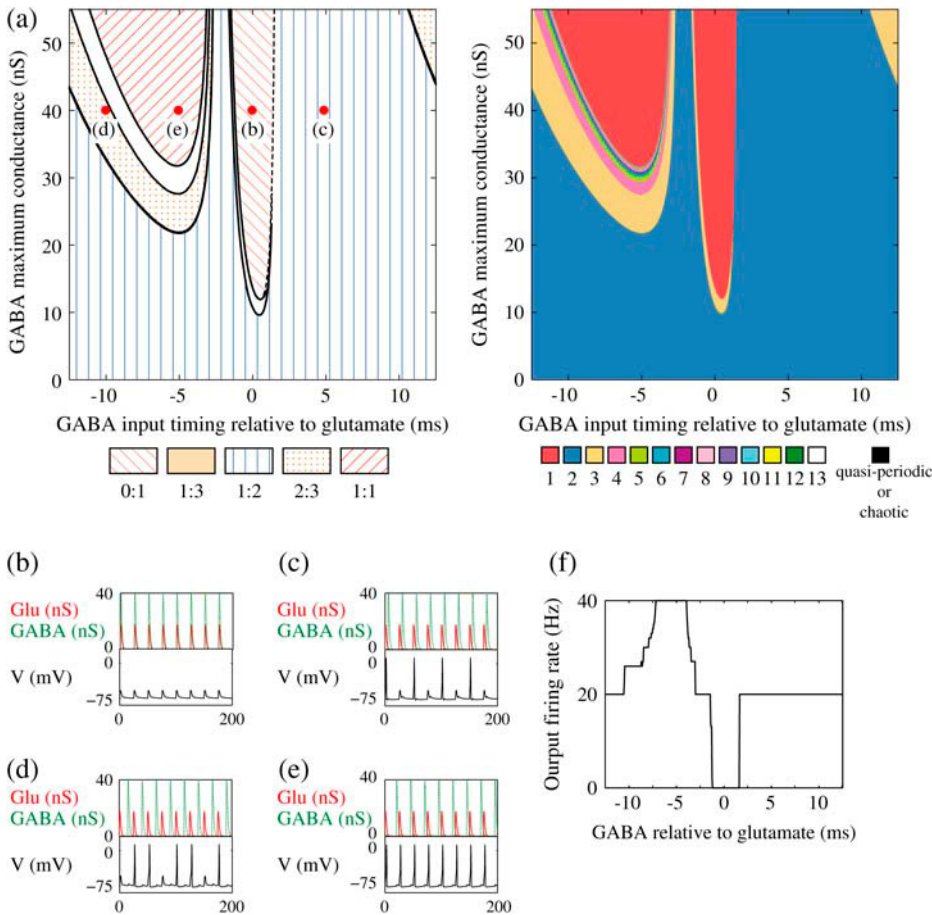 (a)
GABA maximum conductance (nS)
50
40
30
20
10
0
(d)
(e)
(b)
(c)
-10
-5
0
5
10
GABA input timing relative to glutamate (ms)
0:1
1:3
1:2
2:3
1:1
GABA maximum conductance (nS)
50
40
30
20
10
0
-10
-5
0
5
10
GABA input timing relative to glutamate (ms)
1 2 3 4 5 6 7 8 9 10 11 12 13
quasi-periodic
or
chaotic
(b)
40
Glu (nS)
GABA (nS)
0
0
V (mV)
−75
0
200
(c)
40
Glu (nS)
GABA (nS)
0
0
V (mV)
−75
0
200
(d)
40
Glu (nS)
GABA (nS)
0
0
V (mV)
−75
0
200
(e)
40
Glu (nS)
GABA (nS)
0
0
V (mV)
−75
0
200
(f)
Ourput firing rate (Hz)
40
20
0
-10
-5
0
5
10
GABA relative to glutamate (ms)